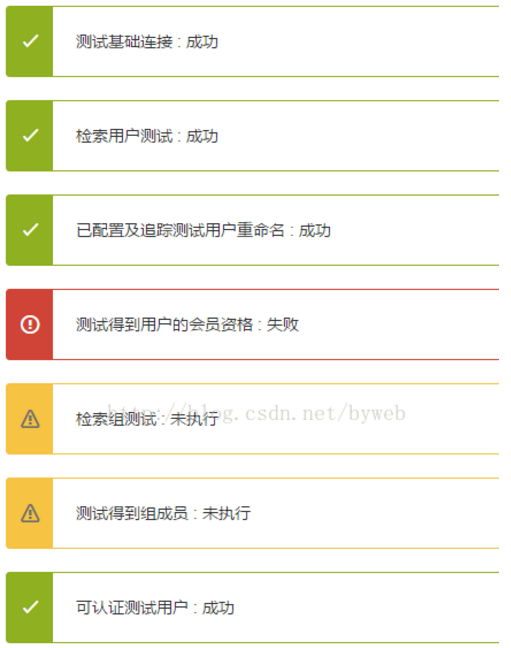 测试基础连接 : 成功
检索用户测试 : 成功
已配置及追踪测试用户重命名 : 成功
测试得到用户的会员资格 : 失败
http://blog.csdn.net/byweb
检索组测试 : 未执行
测试得到组成员 : 未执行
可认证测试用户 : 成功